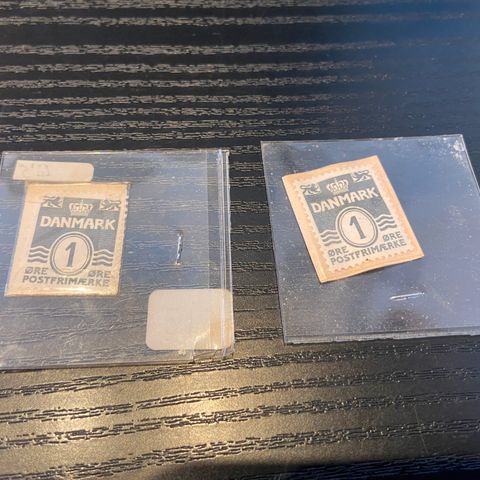 DANMARK
1
ØRE ØRE
POSTFRIMÆRKE
DANMARK
1
ØRE ØRE
POSTFRIMÆRKE